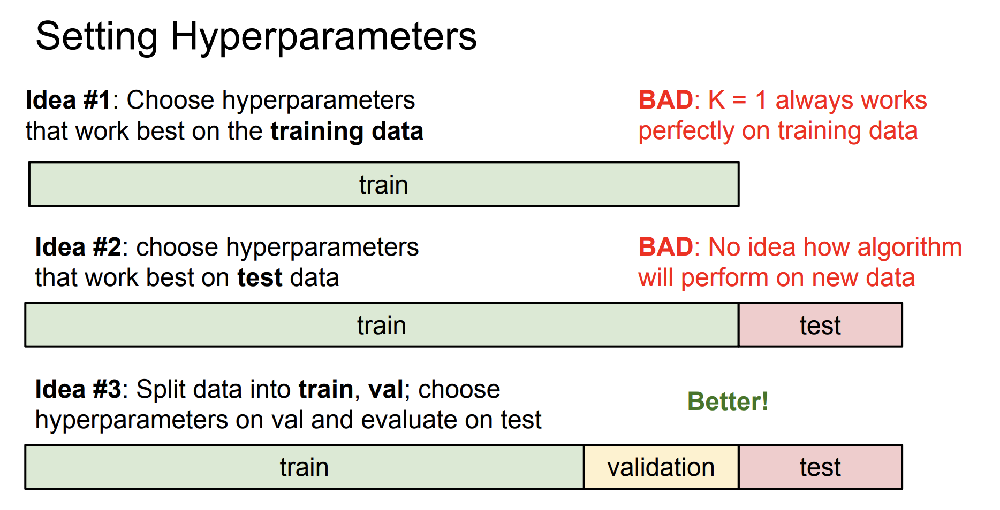 Setting Hyperparameters
Idea #1: Choose hyperparameters
that work best on the training data
BAD: K = 1 always works
perfectly on training data
train
Idea #2: choose hyperparameters
that work best on test data
BAD: No idea how algorithm
will perform on new data
train
test
Idea #3: Split data into train, val; choose
hyperparameters on val and evaluate on test
Better!
train
validation
test